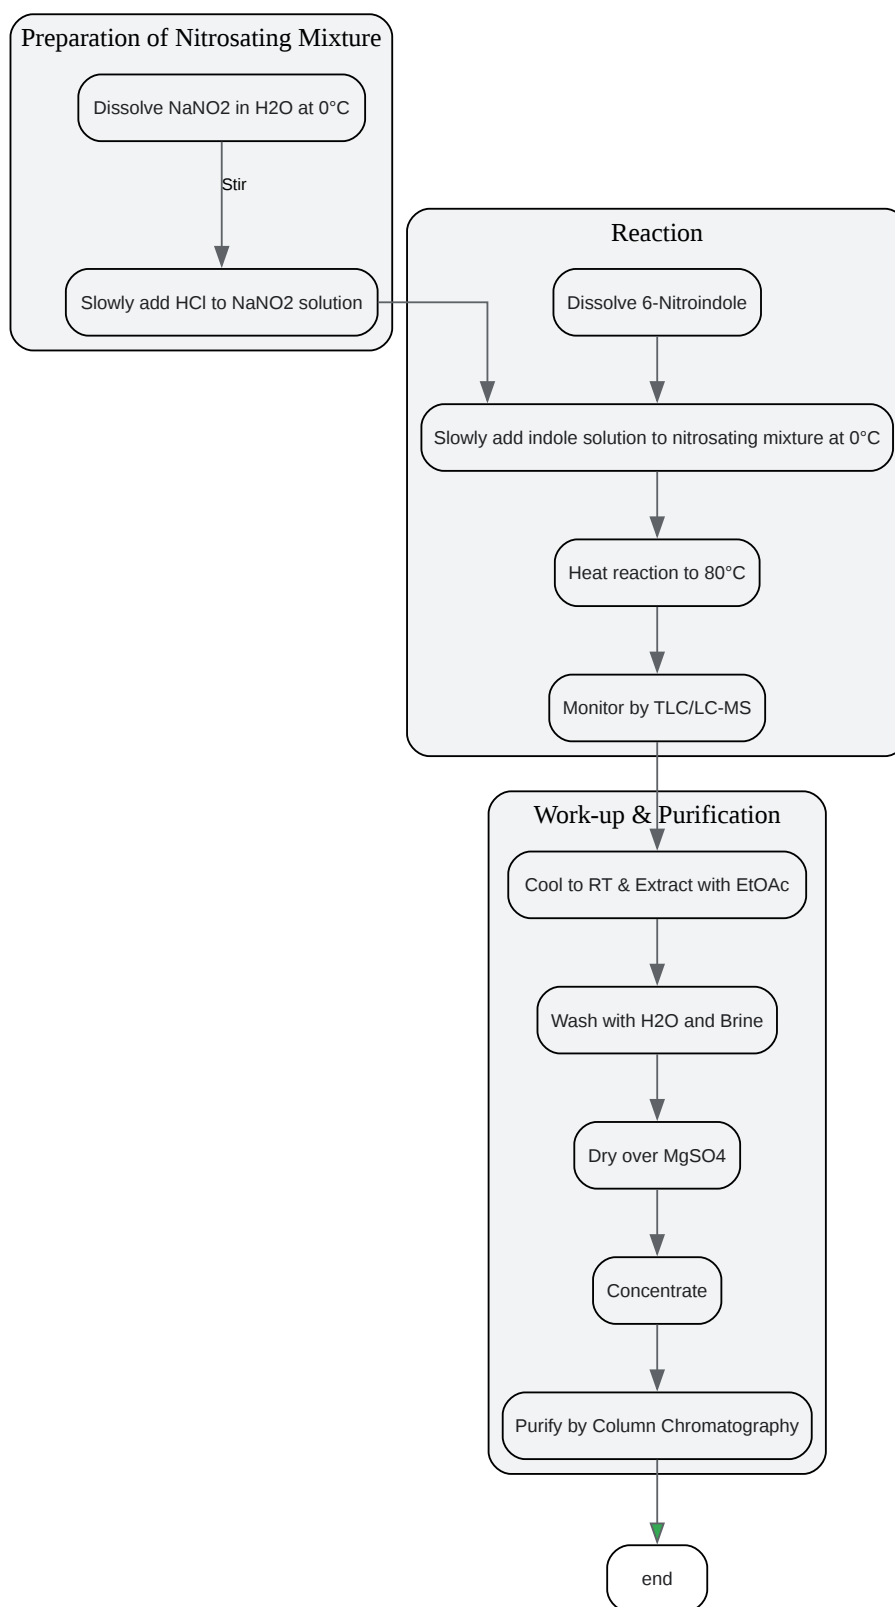 Preparation of Nitrosating Mixture
Dissolve NaNO2 in H2O at 0°C
Stir
Slowly add HCl to NaNO2 solution
Reaction
Dissolve 6-Nitroindole
Slowly add indole solution to nitrosating mixture at 0°C
Heat reaction to 80°C
Monitor by TLC/LC-MS
Work-up & Purification
Cool to RT & Extract with EtOAc
Wash with H2O and Brine
Dry over MgSO4
Concentrate
Purify by Column Chromatography
end